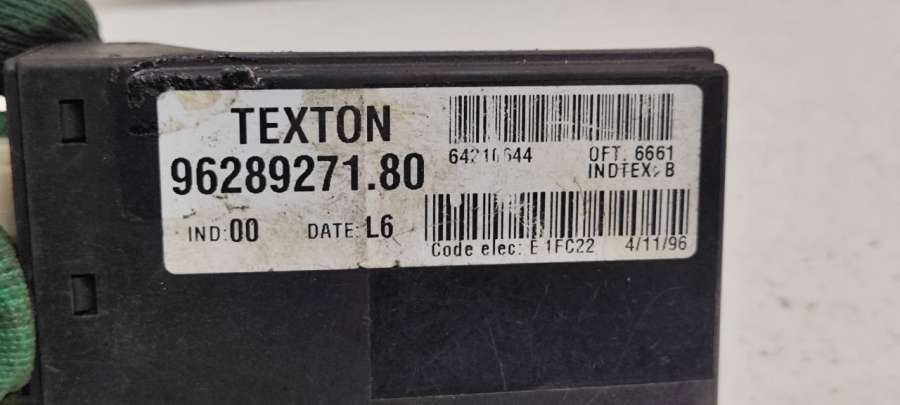 TEXTON
96289271.80
IND:00 DATE:L6
64210644 OFT. 6661
INDTEX: B
Code elec: E1FC22 4/11/96